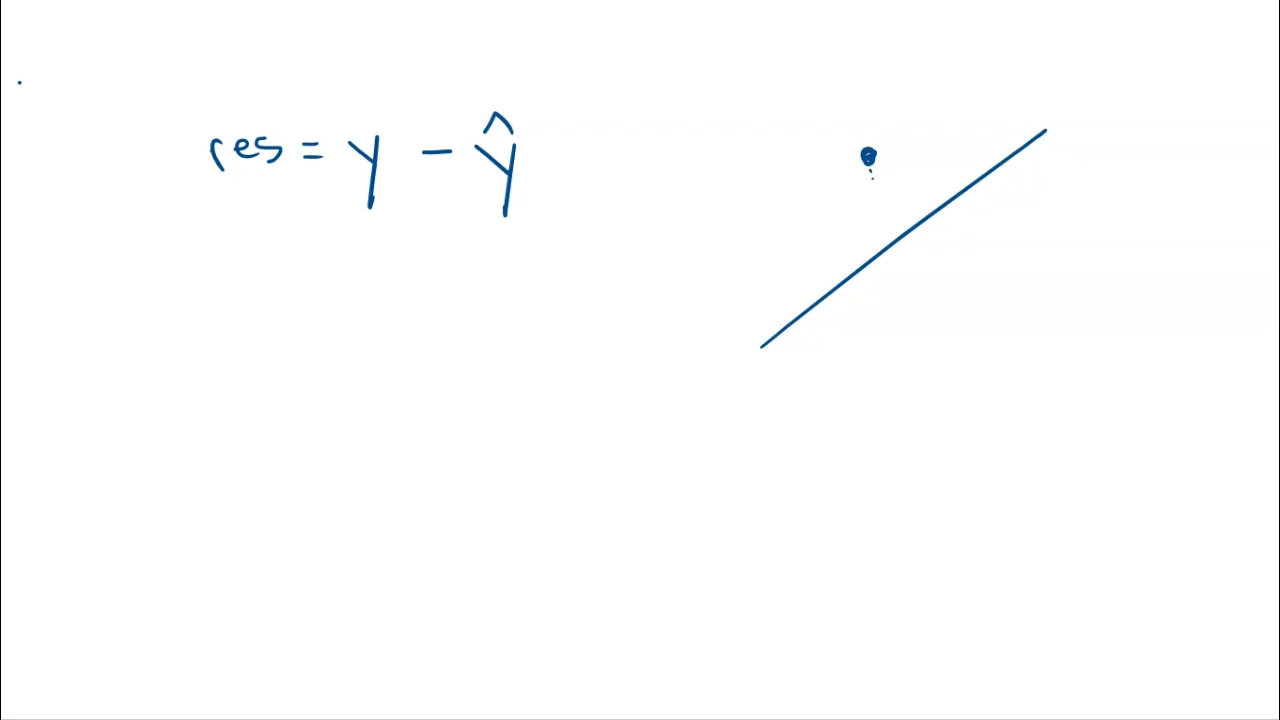 res = y - ŷ